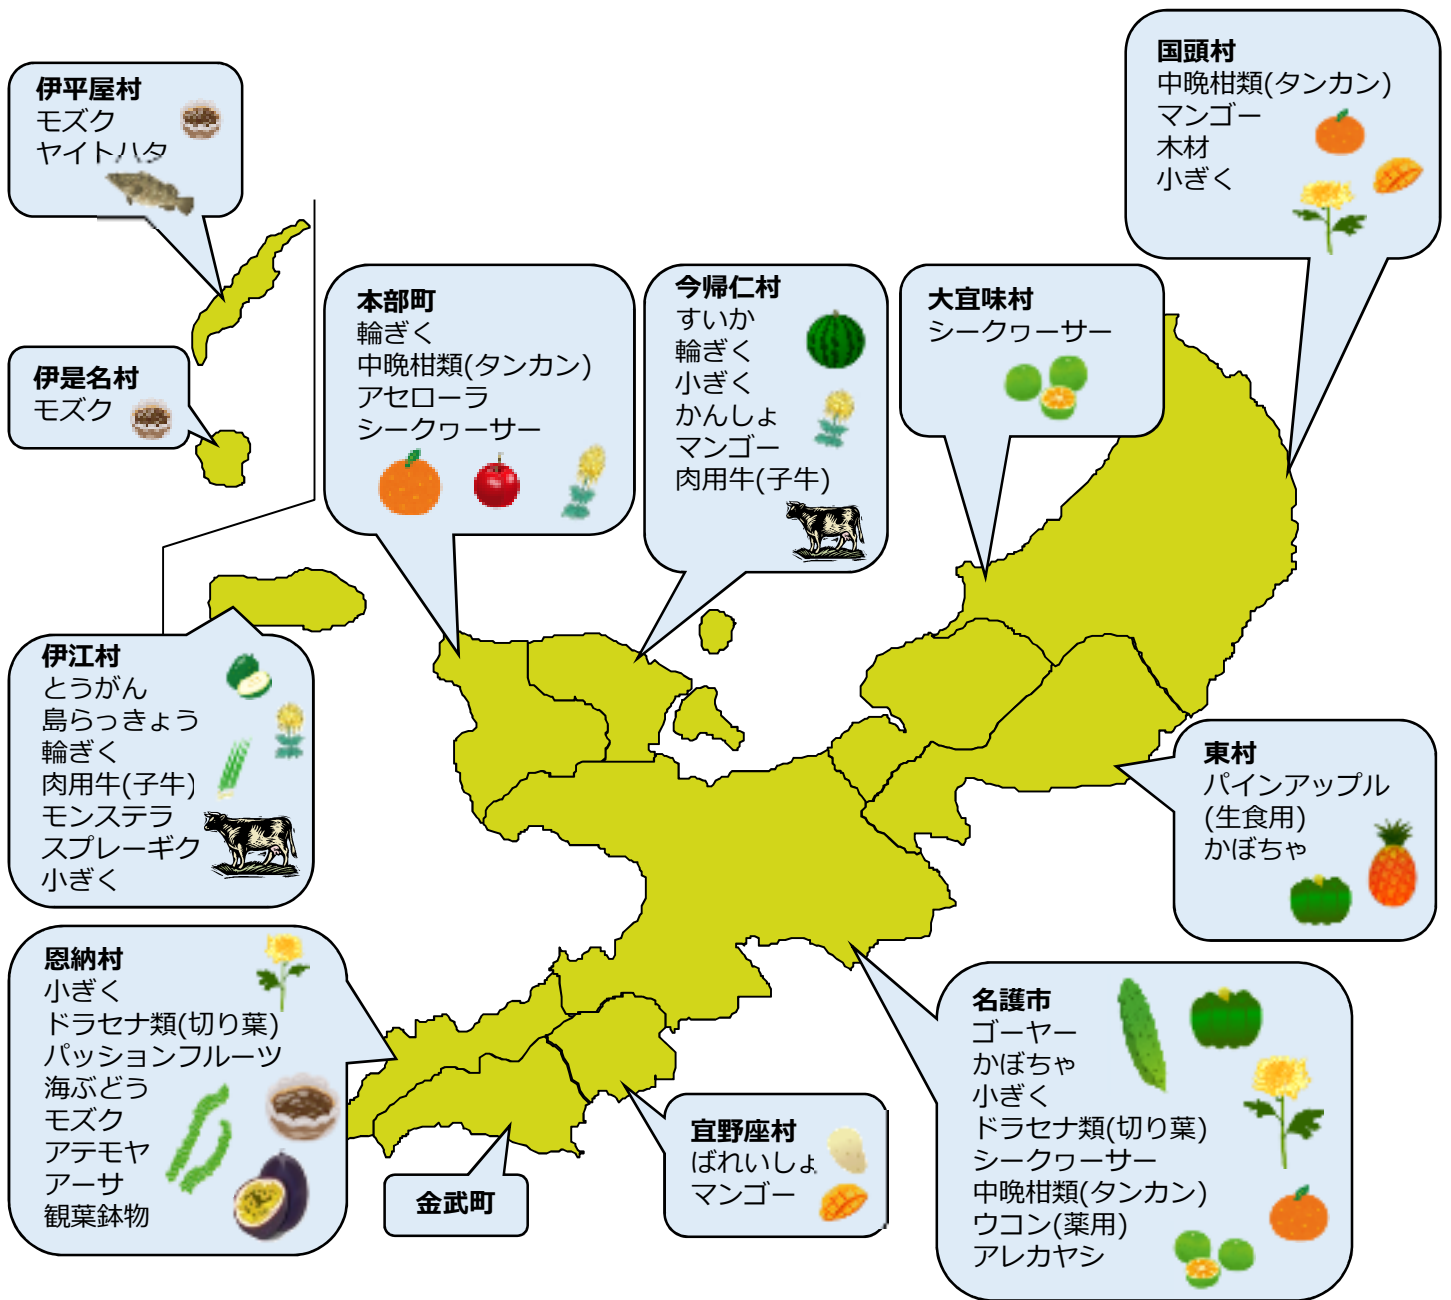 伊平屋村
モズク
ヤイトハタ
国頭村
中晩柑類(タンカン)
マンゴー
木材
小ぎく
伊是名村
モズク
本部町
輪ぎく
中晩柑類(タンカン)
アセローラ
シークヮーサー
今帰仁村
すいか
輪ぎく
小ぎく
かんしょ
マンゴー
肉用牛(子牛)
大宜味村
シークヮーサー
伊江村
とうがん
島らっきょう
輪ぎく
肉用牛(子牛)
モンステラ
スプレーギク
小ぎく
東村
パインアップル
(生食用)
かぼちゃ
恩納村
小ぎく
ドラセナ類(切り葉)
パッションフルーツ
海ぶどう
モズク
アテモヤ
アーサ
観葉鉢物
金武町
宜野座村
ばれいしょ
マンゴー
名護市
ゴーヤー
かぼちゃ
小ぎく
ドラセナ類(切り葉)
シークヮーサー
中晩柑類(タンカン)
ウコン(薬用)
アレカヤシ